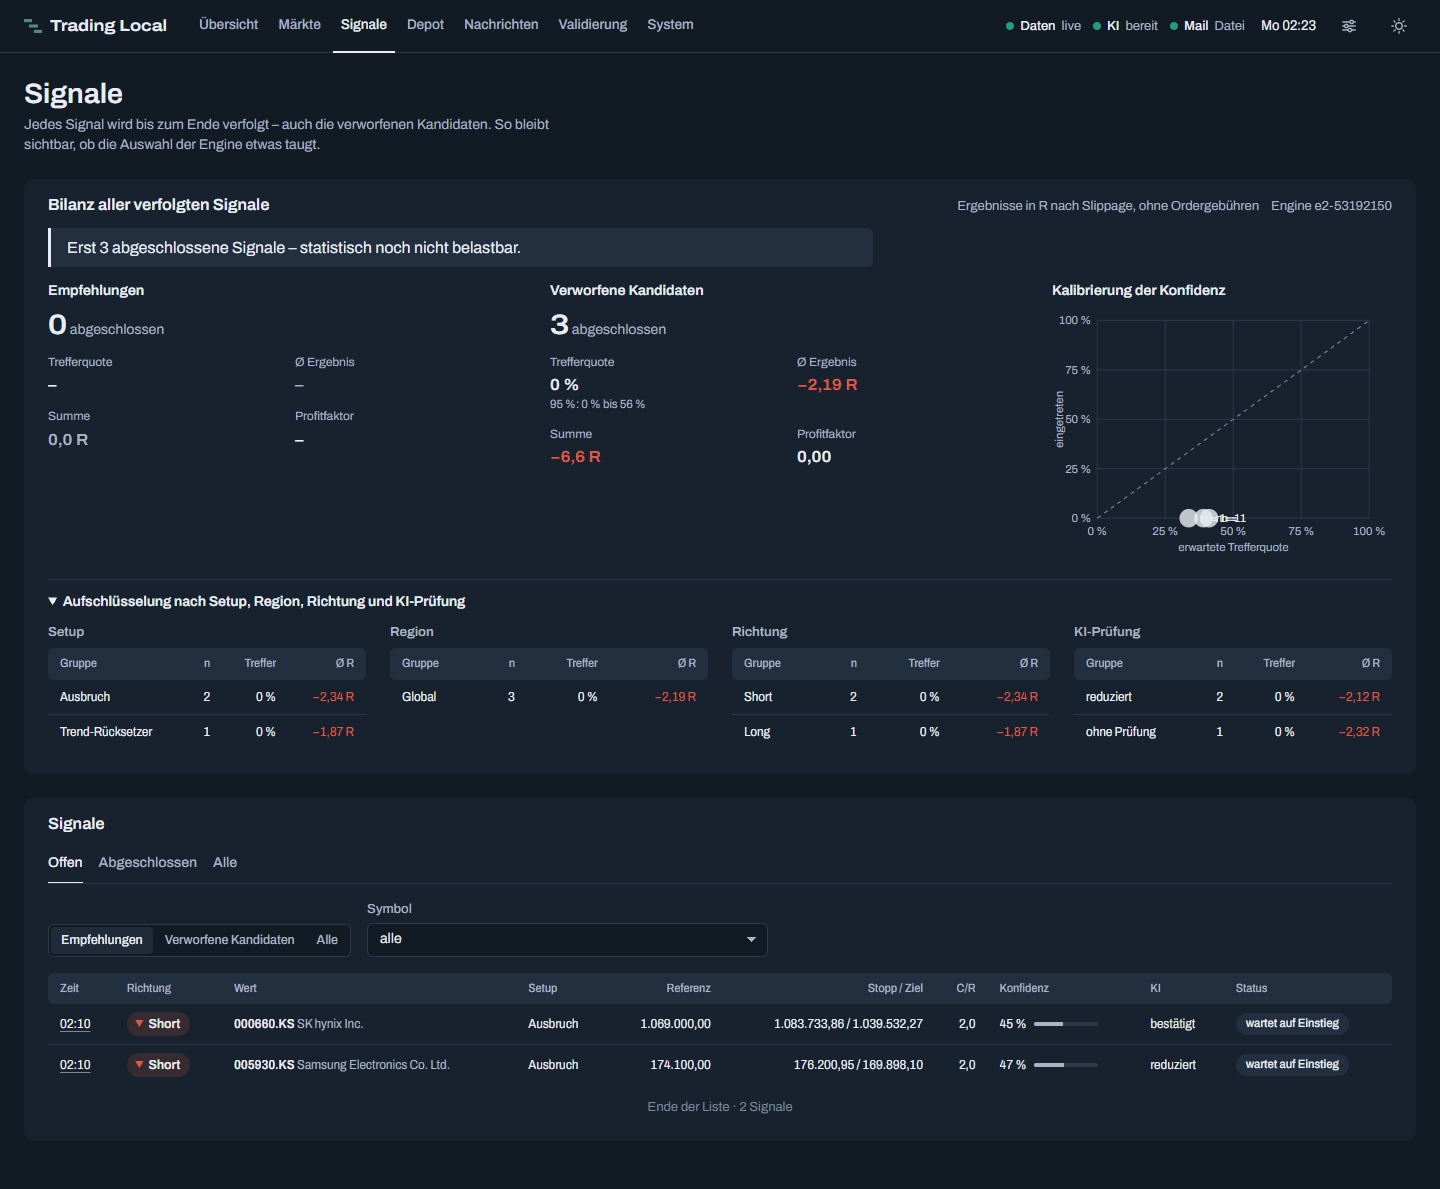 Trading Local
Übersicht Märkte Signale Depot Nachrichten Validierung System
Daten live KI bereit Mail Datei Mo 02:23
Signale
Jedes Signal wird bis zum Ende verfolgt – auch die verworfenen Kandidaten. So bleibt
sichtbar, ob die Auswahl der Engine etwas taugt.
Bilanz aller verfolgten Signale
Ergebnisse in R nach Slippage, ohne Ordergebühren Engine e2-53192150
Erst 3 abgeschlossene Signale – statistisch noch nicht belastbar.
Empfehlungen
0 abgeschlossen
Trefferquote Ø Ergebnis
– –
Summe Profitfaktor
0,0 R –
Verworfene Kandidaten
3 abgeschlossen
Trefferquote Ø Ergebnis
0 % −2,19 R
95 %: 0 % bis 56 %
Summe Profitfaktor
−6,6 R 0,00
Kalibrierung der Konfidenz
100 %
75 %
50 %
25 %
0 %
eingetreten
0 % 25 % 50 % 75 % 100 %
erwartete Trefferquote
▼ Aufschlüsselung nach Setup, Region, Richtung und KI-Prüfung
Setup
Gruppe n Treffer Ø R
Ausbruch 2 0 % −2,34 R
Trend-Rücksetzer 1 0 % −1,87 R
Region
Gruppe n Treffer Ø R
Global 3 0 % −2,19 R
Richtung
Gruppe n Treffer Ø R
Short 2 0 % −2,34 R
Long 1 0 % −1,87 R
KI-Prüfung
Gruppe n Treffer Ø R
reduziert 2 0 % −2,12 R
ohne Prüfung 1 0 % −2,32 R
Signale
Offen Abgeschlossen Alle
Symbol
Empfehlungen Verworfene Kandidaten Alle alle
Zeit Richtung Wert Setup Referenz Stopp / Ziel C/R Konfidenz KI Status
02:10 ▼ Short 000660.KS SK hynix Inc. Ausbruch 1.069.000,00 1.083.733,86 / 1.039.532,27 2,0 45 % bestätigt wartet auf Einstieg
02:10 ▼ Short 005930.KS Samsung Electronics Co. Ltd. Ausbruch 174.100,00 176.200,95 / 169.898,10 2,0 47 % reduziert wartet auf Einstieg
Ende der Liste · 2 Signale